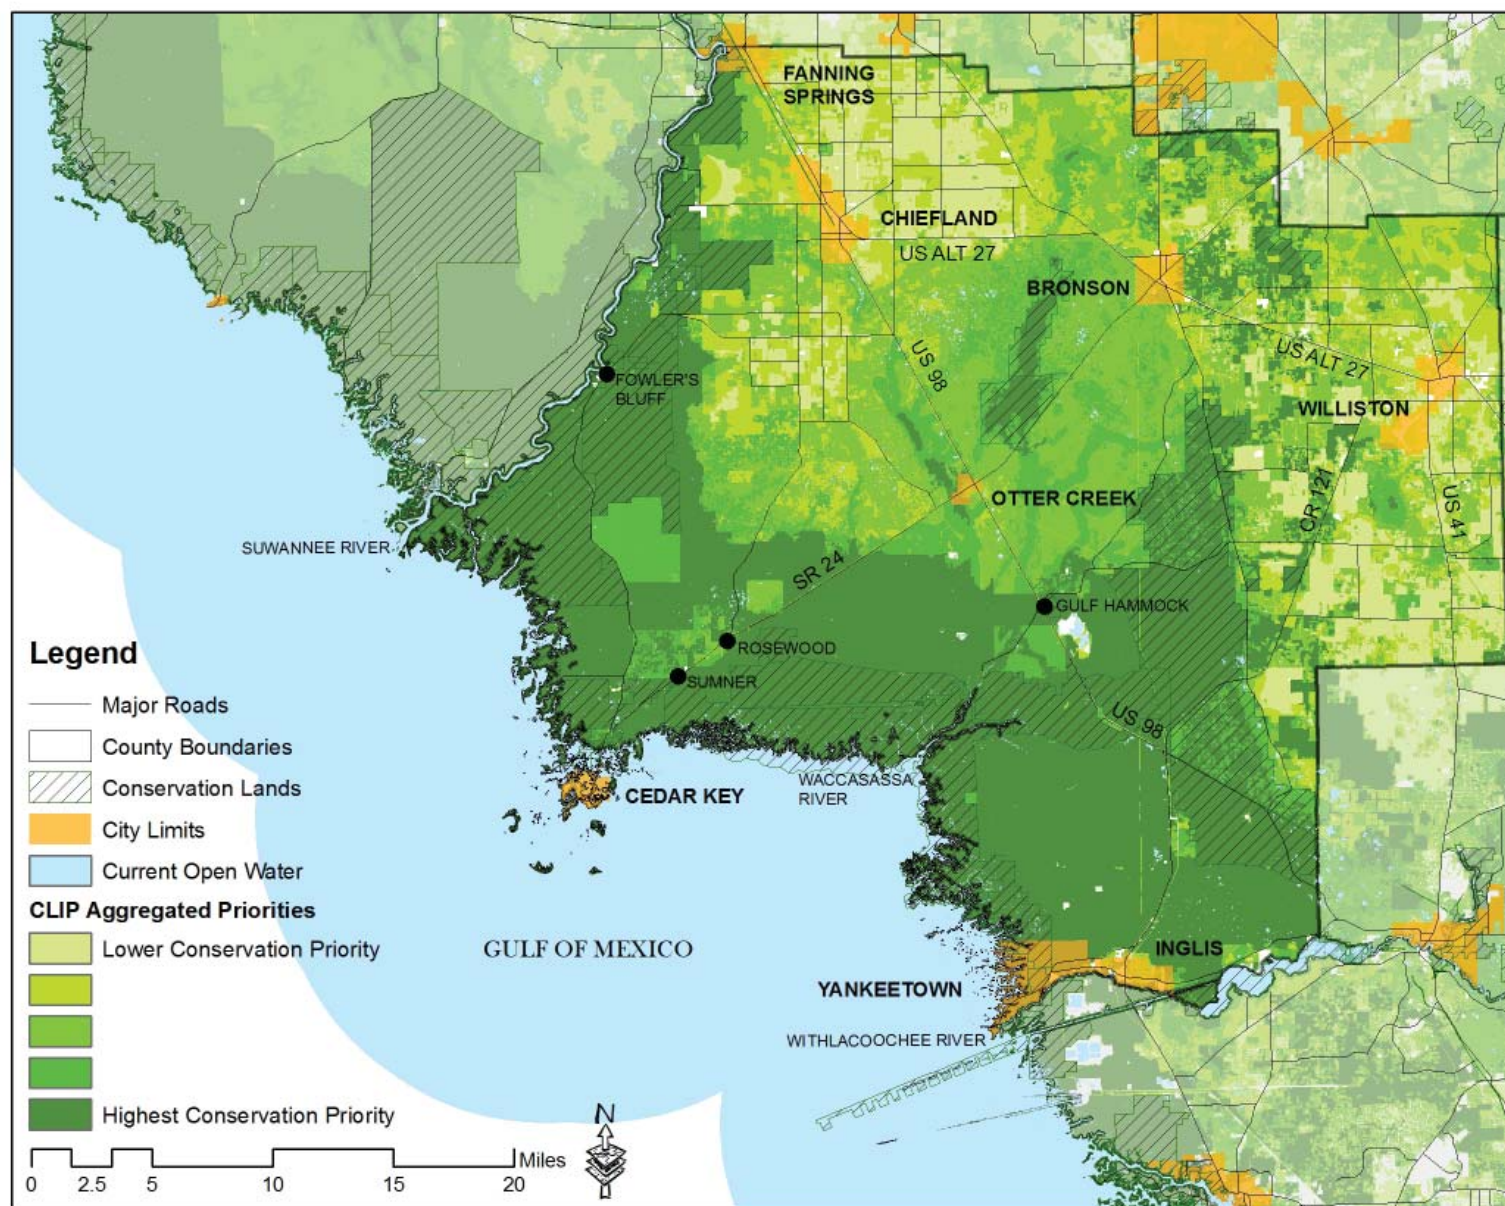 FANNING
SPRINGS
CHIEFLAND
US ALT 27
BRONSON
US 98
US ALT 27
FOWLER'S
BLUFF
WILLISTON
CR 121
US 41
OTTER CREEK
SUWANNEE RIVER
SR 24
GULF HAMMOCK
ROSEWOOD
SUMNER
US 98
WACCASASSA
RIVER
CEDAR KEY
GULF OF MEXICO
INGLIS
YANKEETOWN
WITHLACOOCHEE RIVER
Legend
Major Roads
County Boundaries
Conservation Lands
City Limits
Current Open Water
CLIP Aggregated Priorities
Lower Conservation Priority
Highest Conservation Priority
N
Miles
0 2.5 5 10 15 20